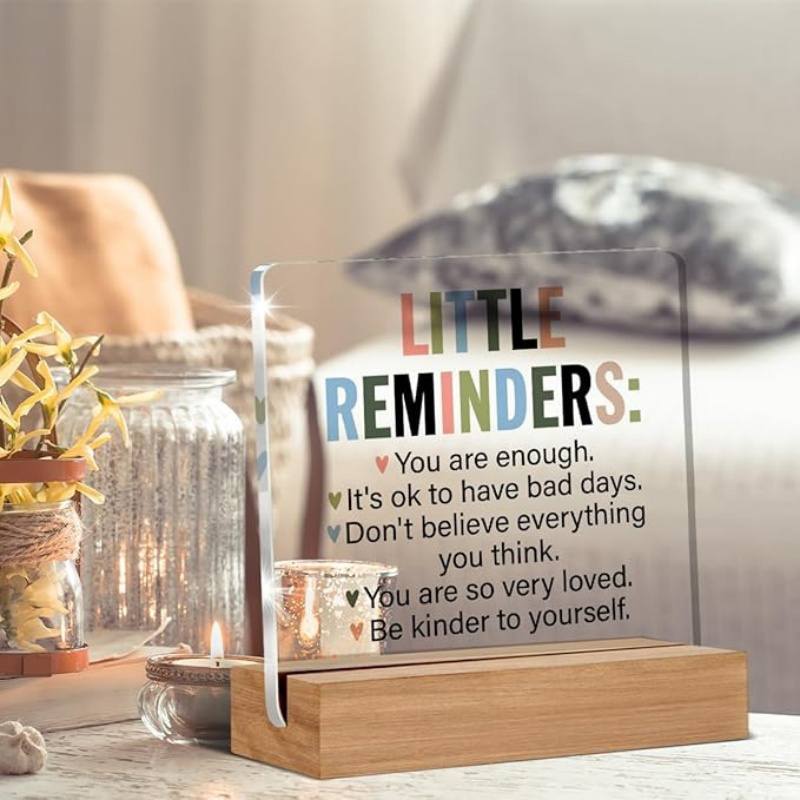 LITTLE
REMINDERS:
You are enough.
It's ok to have bad days.
Don't believe everything
you think.
You are so very loved.
Be kinder to yourself.